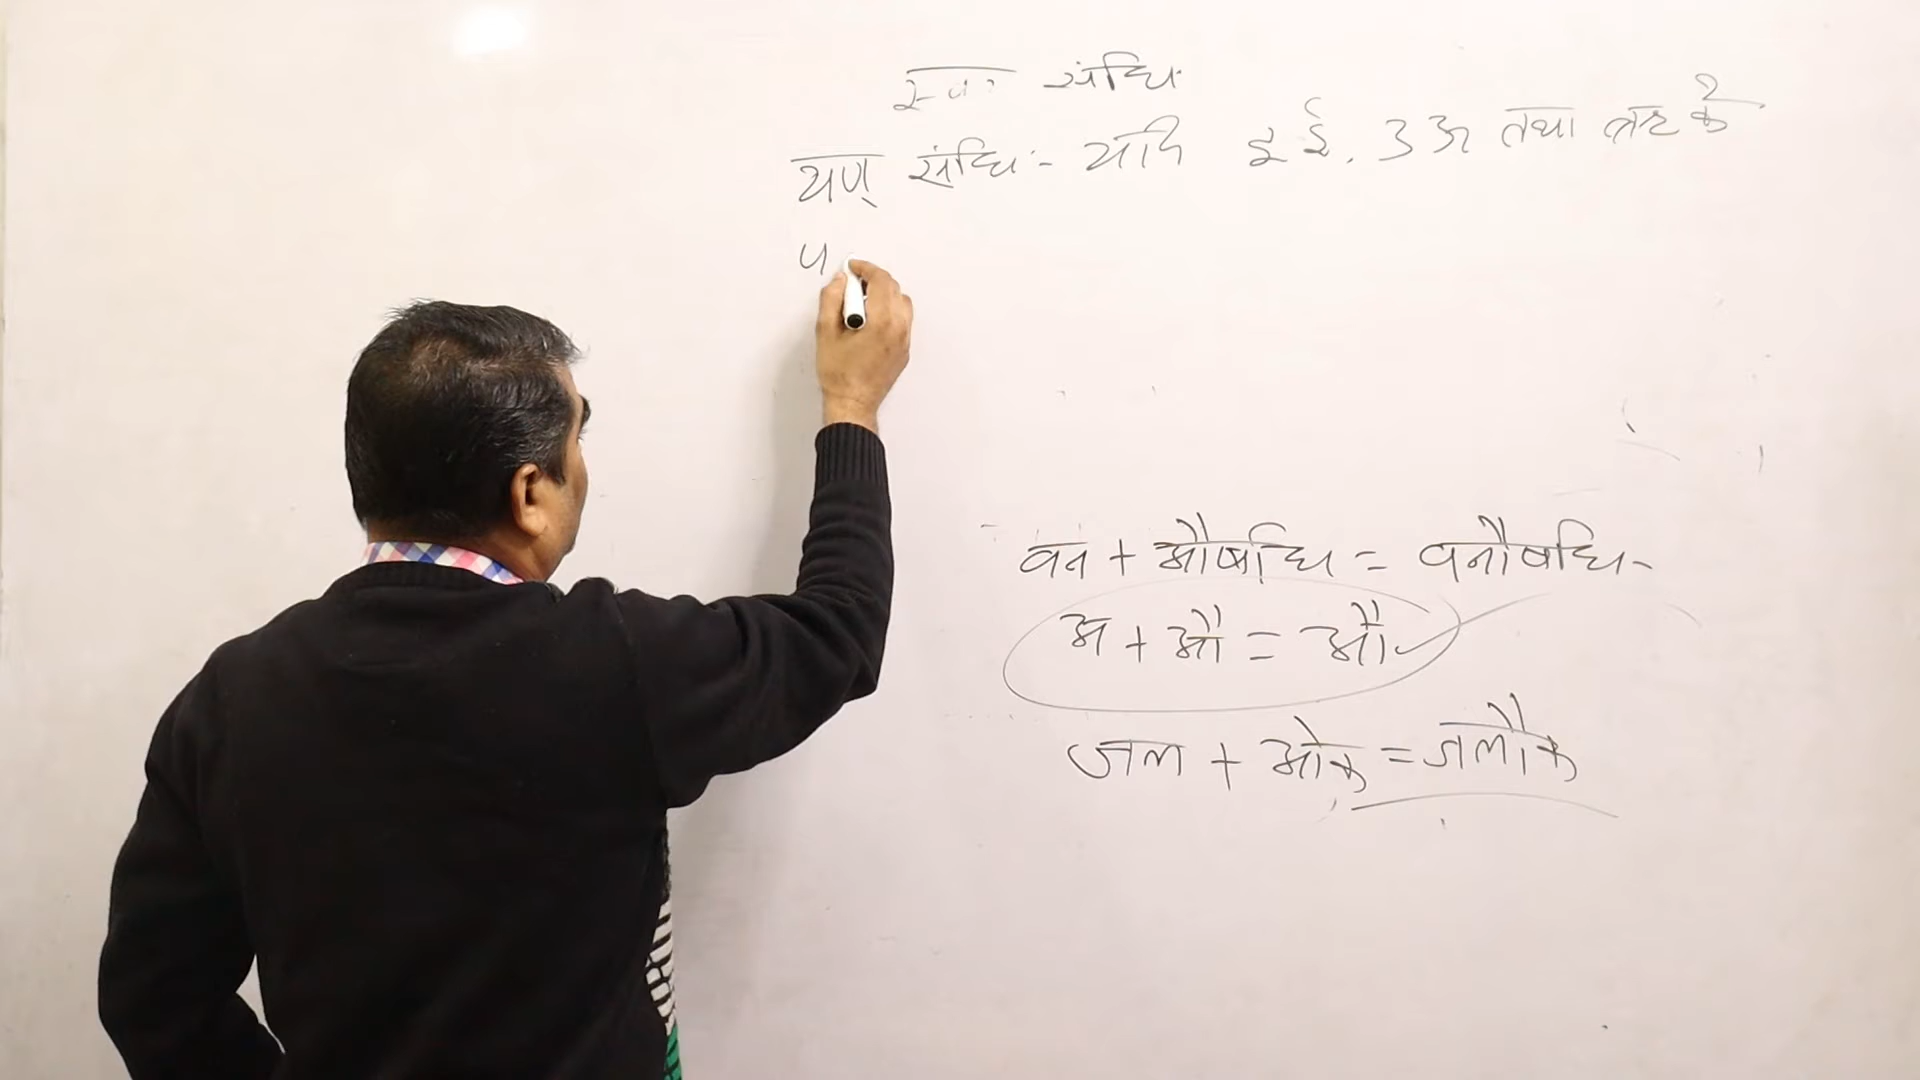 स्वर संधि
यण् संधि:- यदि इ ई, उ ऊ तथा ऋ के
प
वन + औषधि = वनौषधि
अ + औ = औ
जल + ओक = जलौक